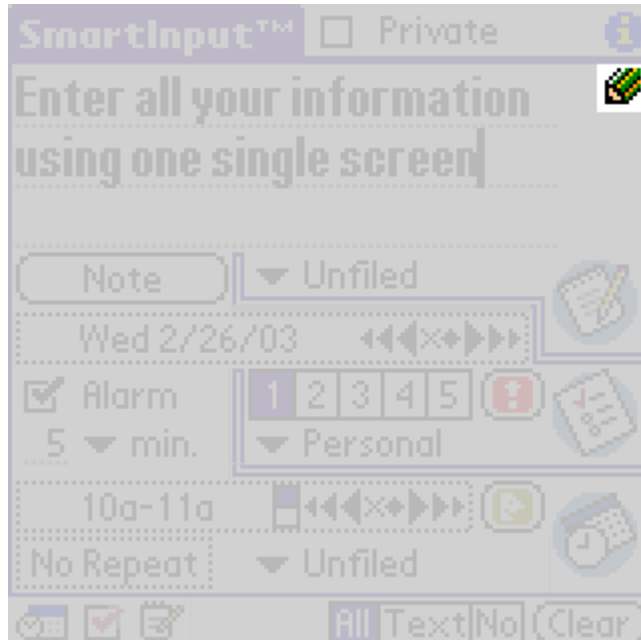 SmartInput™ Private
Enter all your information
using one single screen
Note Unfiled
Wed 2/26/03
Alarm 1 2 3 4 5
5 min. Personal
10a-11a
No Repeat Unfiled
All Text No Clear